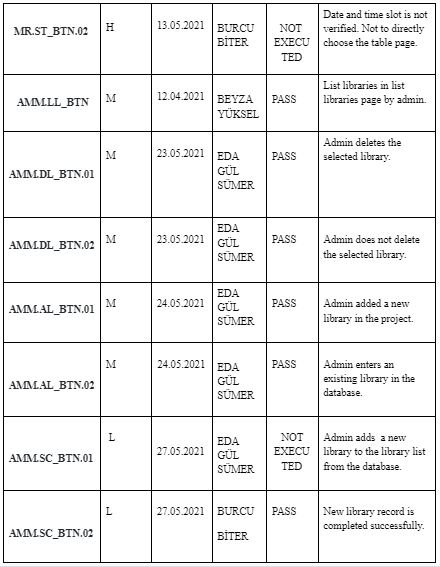 MR.ST_BTN.02 H 13.05.2021 BURCU BİTER NOT EXECU TED Date and time slot is not verified. Not to directly choose the table page.
AMM.LL_BTN M 12.04.2021 BEYZA YÜKSEL PASS List libraries in list libraries page by admin.
AMM.DL_BTN.01 M 23.05.2021 EDA GÜL SÜMER PASS Admin deletes the selected library.
AMM.DL_BTN.02 M 23.05.2021 EDA GÜL SÜMER PASS Admin does not delete the selected library.
AMM.AL_BTN.01 M 24.05.2021 EDA GÜL SÜMER PASS Admin added a new library in the project.
AMM.AL_BTN.02 M 24.05.2021 EDA GÜL SÜMER PASS Admin enters an existing library in the database.
AMM.SC_BTN.01 L 27.05.2021 EDA GÜL SÜMER NOT EXECU TED Admin adds a new library to the library list from the database.
AMM.SC_BTN.02 L 27.05.2021 BURCU BİTER PASS New library record is completed successfully.